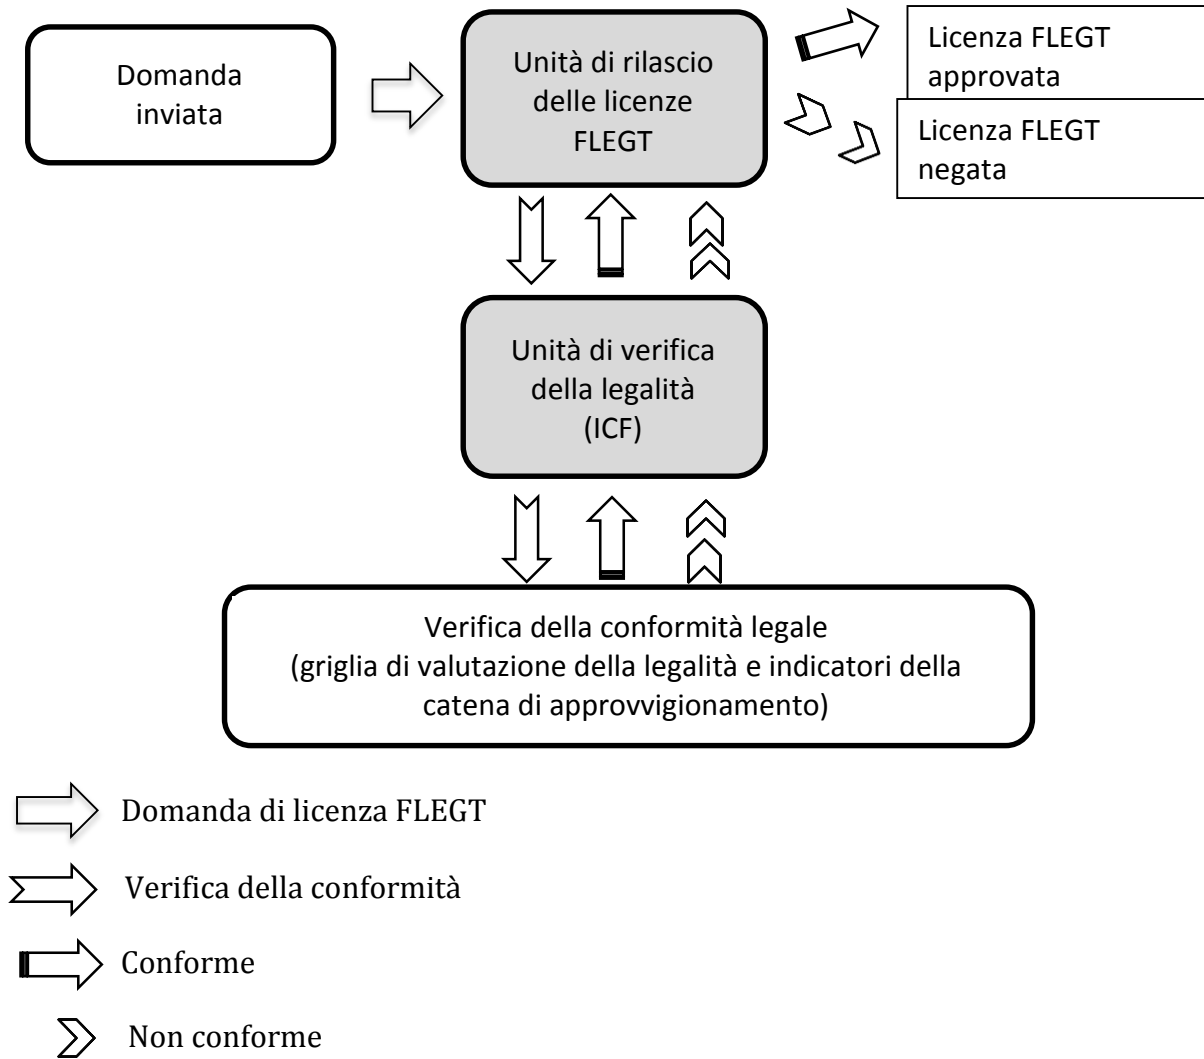 Domanda
inviata
Unità di rilascio
delle licenze
FLEGT
Licenza FLEGT
approvata
Licenza FLEGT
negata
Unità di verifica
della legalità
(ICF)
Verifica della conformità legale
(griglia di valutazione della legalità e indicatori della
catena di approvvigionamento)
Domanda di licenza FLEGT
Verifica della conformità
Conforme
Non conforme